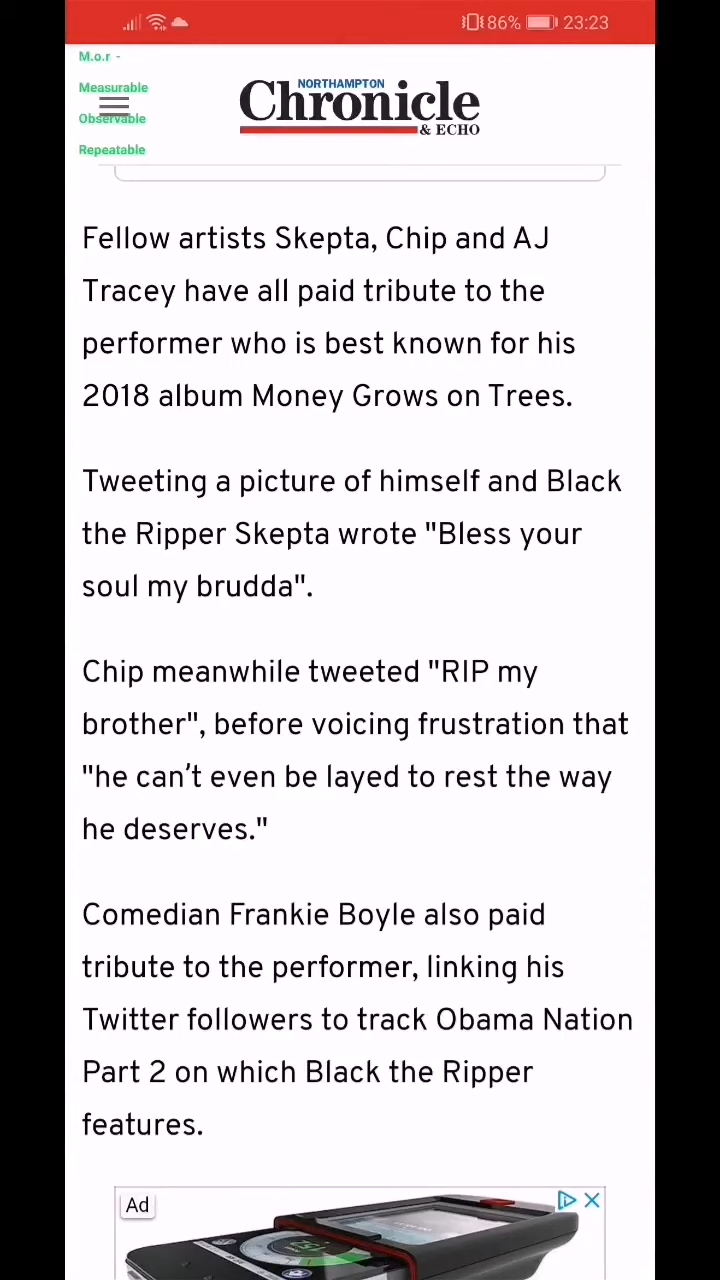 86% 23:23
M.o.r -
Measurable
Observable
Repeatable
NORTHAMPTON
Chronicle
& ECHO
Fellow artists Skepta, Chip and AJ
Tracey have all paid tribute to the
performer who is best known for his
2018 album Money Grows on Trees.
Tweeting a picture of himself and Black
the Ripper Skepta wrote "Bless your
soul my brudda".
Chip meanwhile tweeted "RIP my
brother", before voicing frustration that
"he can't even be layed to rest the way
he deserves."
Comedian Frankie Boyle also paid
tribute to the performer, linking his
Twitter followers to track Obama Nation
Part 2 on which Black the Ripper
features.
Ad